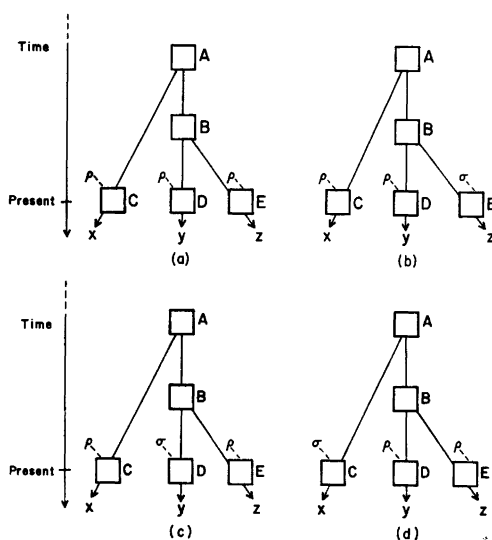 Time
A
A
B
B
ρ ρ ρ
ρ ρ σ
Present
C D E
C D E
x y z
x y z
(a) (b)
Time
A
A
B
B
ρ σ ρ
σ ρ ρ
Present
C D E
C D E
x y z
x y z
(c) (d)